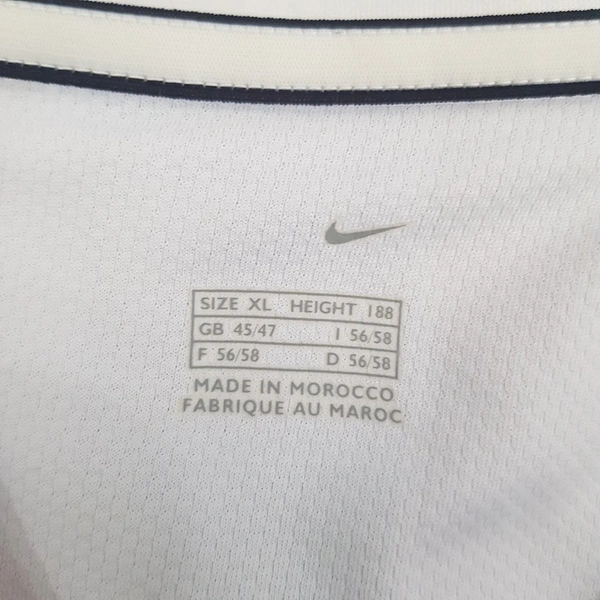 SIZE XL HEIGHT 188
GB 45/47 I 56/58
F 56/58 D 56/58
MADE IN MOROCCO
FABRIQUE AU MAROC